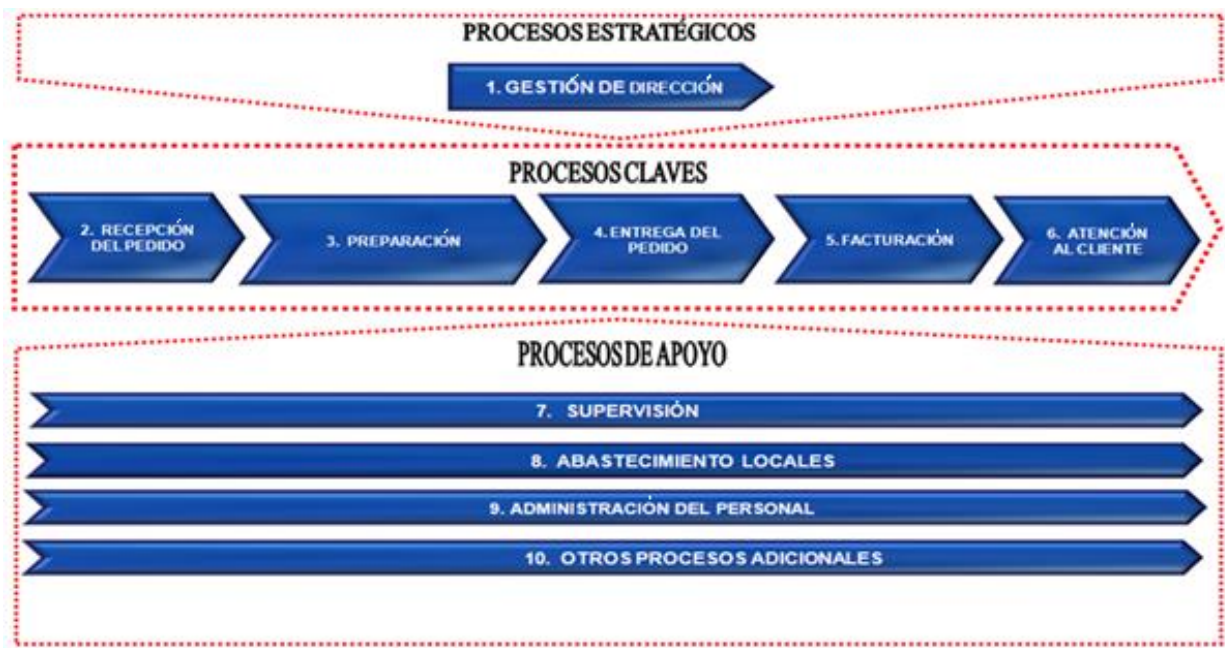 PROCESOS ESTRATÉGICOS
1. GESTIÓN DE DIRECCIÓN
PROCESOS CLAVES
2. RECEPCIÓN
DEL PEDIDO
3. PREPARACIÓN
4. ENTREGA DEL
PEDIDO
5. FACTURACIÓN
6. ATENCIÓN
AL CLIENTE
PROCESOS DE APOYO
7. SUPERVISIÓN
8. ABASTECIMIENTO LOCALES
9. ADMINISTRACIÓN DEL PERSONAL
10. OTROS PROCESOS ADICIONALES